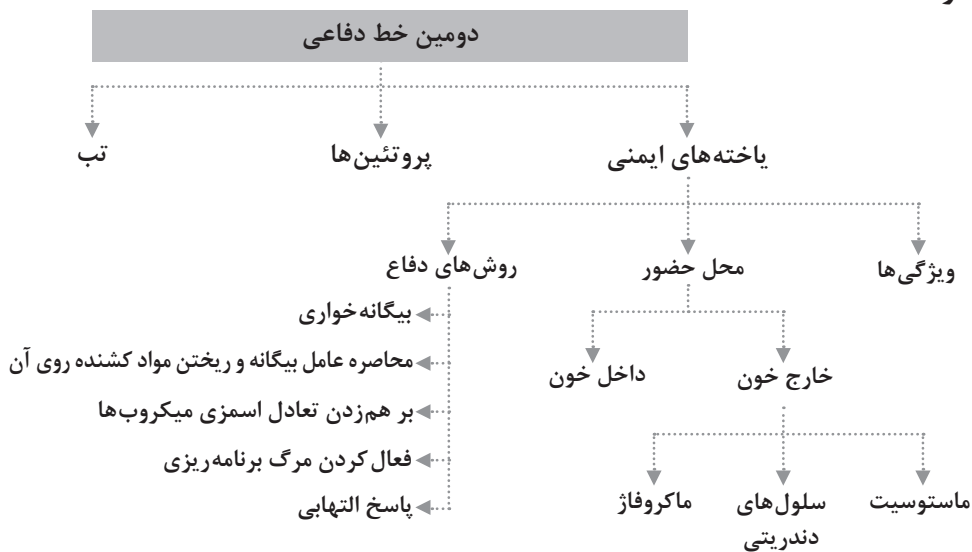 دومین خط دفاعی
یاخته‌های ایمنی
پروتئین‌ها
تب
ویژگی‌ها
محل حضور
روش‌های دفاع
بیگانه‌خواری
محاصره عامل بیگانه و ریختن مواد کشنده روی آن
بر هم‌زدن تعادل اسمزی میکروب‌ها
فعال کردن مرگ برنامه‌ریزی
پاسخ التهابی
خارج خون
داخل خون
ماستوسیت
سلول‌های
دندریتی
ماکروفاژ